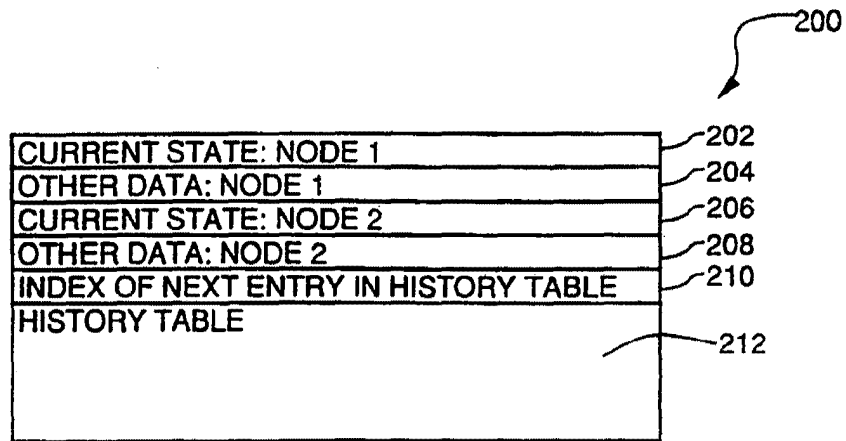 200
CURRENT STATE: NODE 1 202
OTHER DATA: NODE 1 204
CURRENT STATE: NODE 2 206
OTHER DATA: NODE 2 208
INDEX OF NEXT ENTRY IN HISTORY TABLE 210
HISTORY TABLE
212